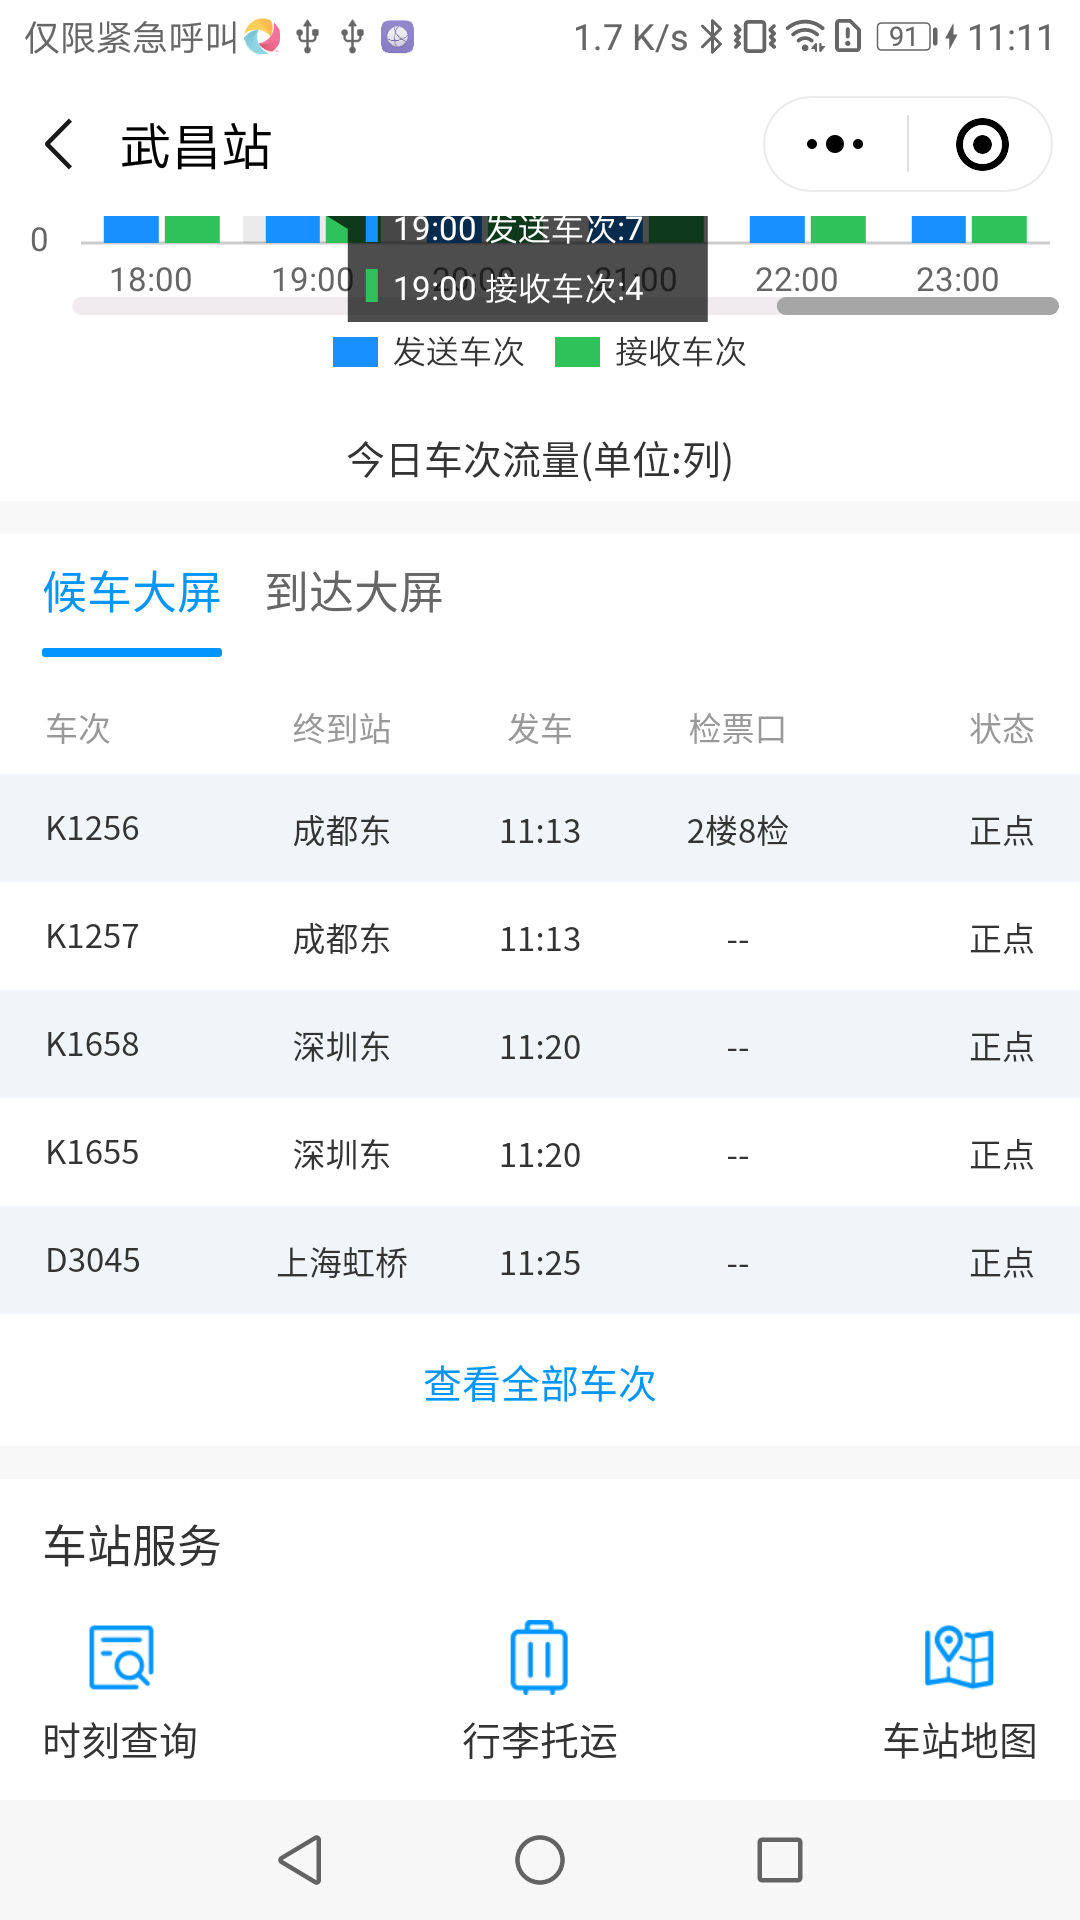 仅限紧急呼叫 1.7 K/s 91 11:11
武昌站
19:00 发送车次:7
19:00 接收车次:4
0
18:00 19:00 20:00 21:00 22:00 23:00
发送车次 接收车次
今日车次流量(单位:列)
候车大屏 到达大屏
车次 终到站 发车 检票口 状态
K1256 成都东 11:13 2楼8检 正点
K1257 成都东 11:13 -- 正点
K1658 深圳东 11:20 -- 正点
K1655 深圳东 11:20 -- 正点
D3045 上海虹桥 11:25 -- 正点
查看全部车次
车站服务
时刻查询 行李托运 车站地图